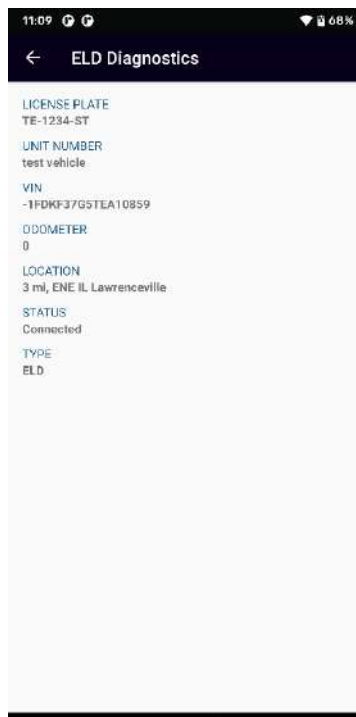 11:09 68%
ELD Diagnostics
LICENSE PLATE
TE-1234-ST
UNIT NUMBER
test vehicle
VIN
-1FDKF37G5TEA10859
ODOMETER
0
LOCATION
3 mi, ENE IL Lawrenceville
STATUS
Connected
TYPE
ELD